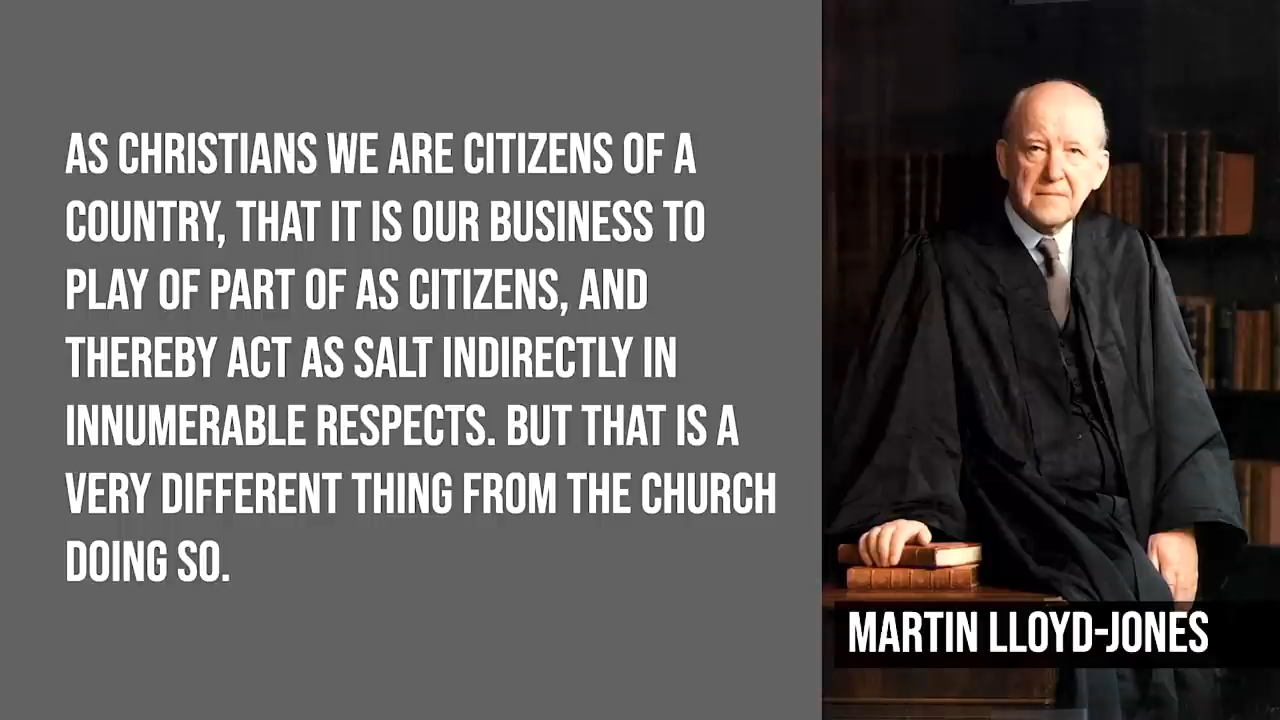 AS CHRISTIANS WE ARE CITIZENS OF A
COUNTRY, THAT IT IS OUR BUSINESS TO
PLAY OF PART OF AS CITIZENS, AND
THEREBY ACT AS SALT INDIRECTLY IN
INNUMERABLE RESPECTS. BUT THAT IS A
VERY DIFFERENT THING FROM THE CHURCH
DOING SO.
MARTIN LLOYD-JONES